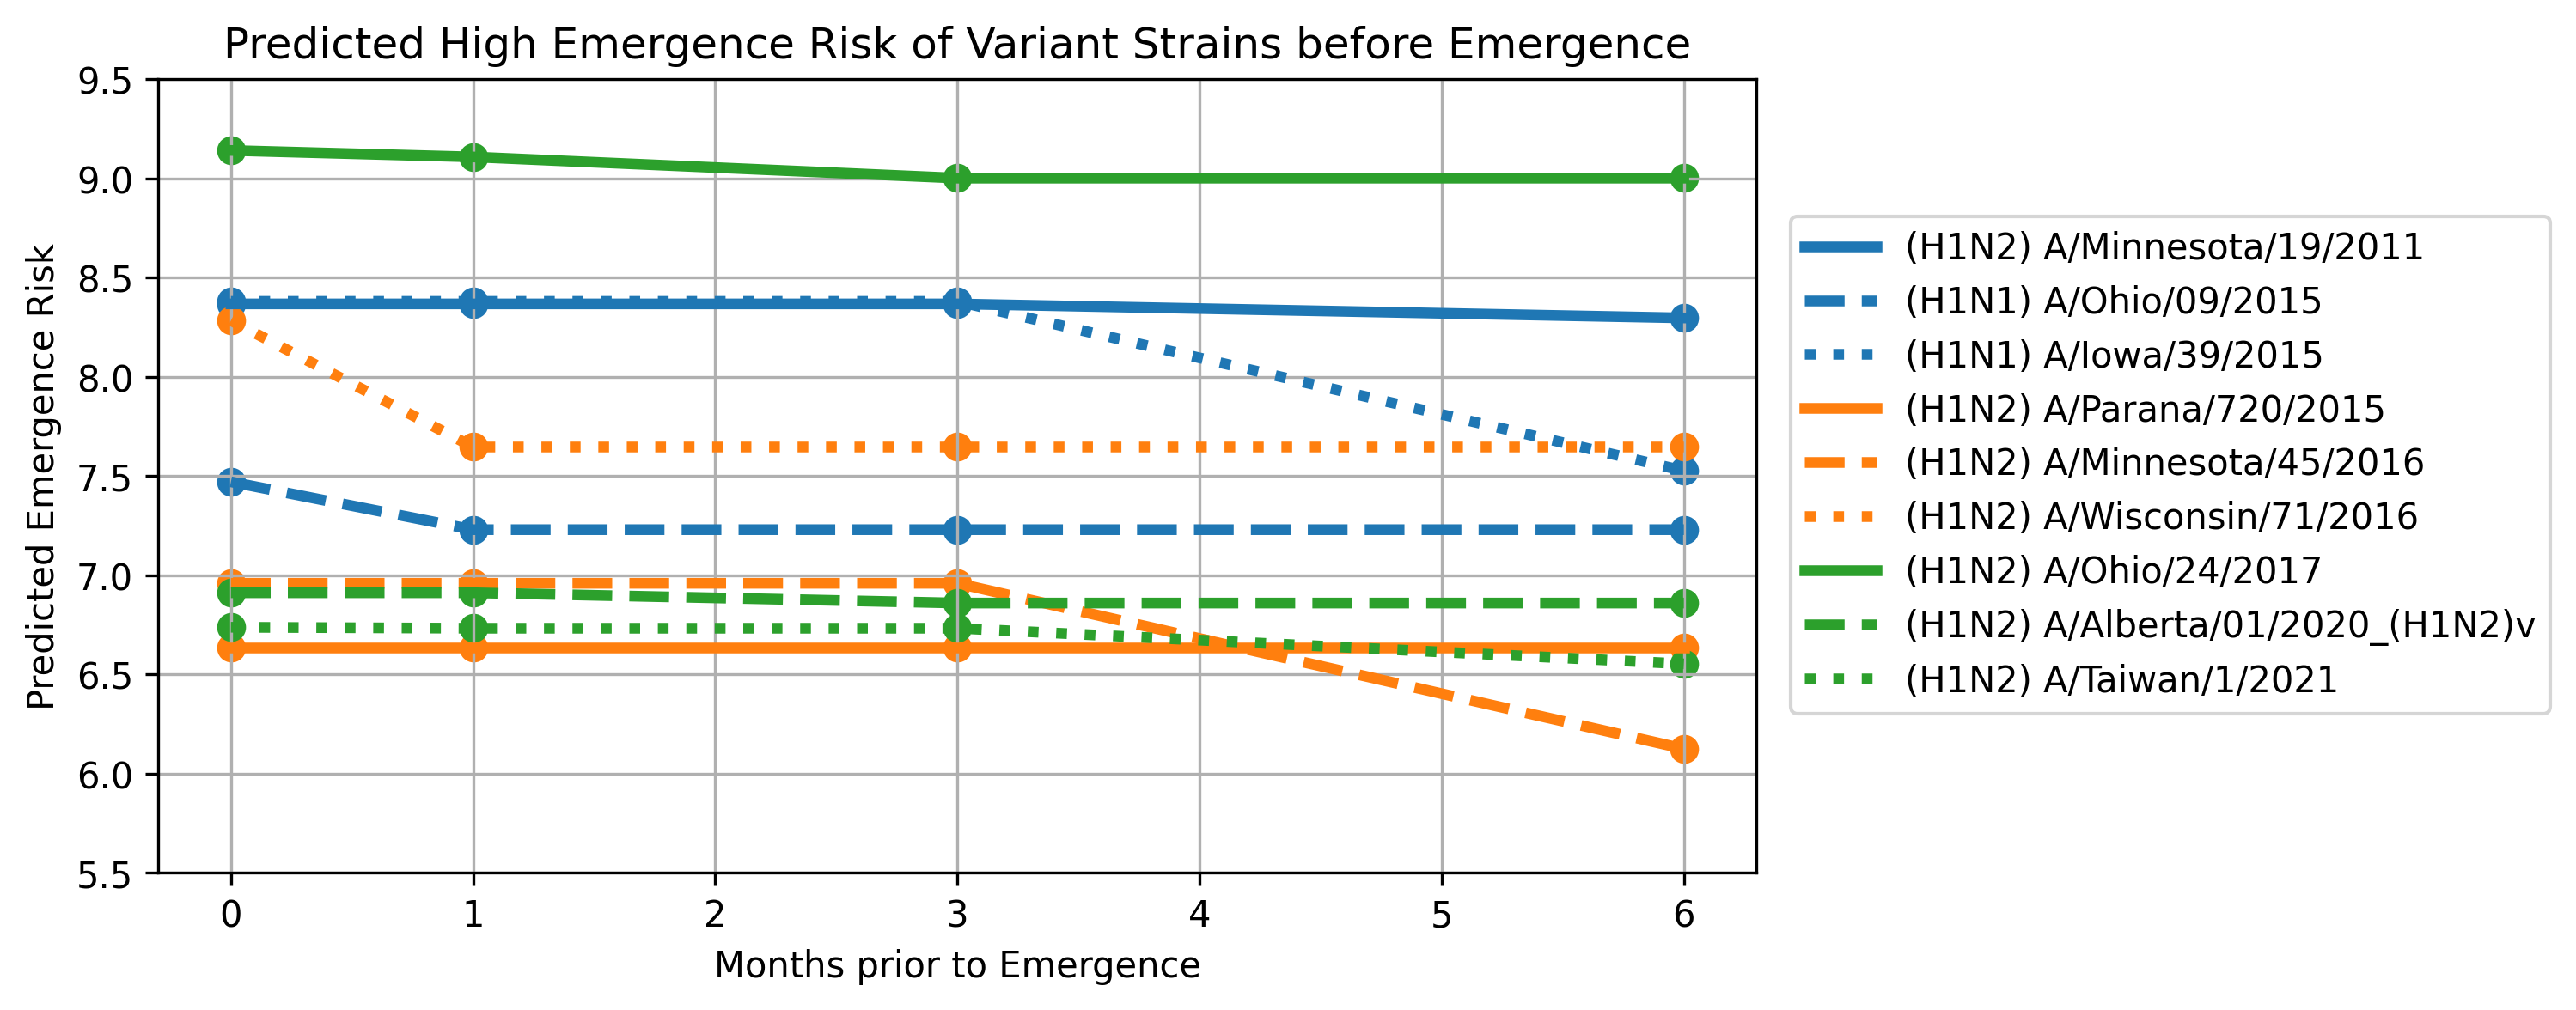 Predicted High Emergence Risk of Variant Strains before Emergence
9.5
9.0
8.5
8.0
7.5
7.0
6.5
6.0
5.5
Predicted Emergence Risk
0 1 2 3 4 5 6
Months prior to Emergence
(H1N2) A/Minnesota/19/2011
(H1N1) A/Ohio/09/2015
(H1N1) A/Iowa/39/2015
(H1N2) A/Parana/720/2015
(H1N2) A/Minnesota/45/2016
(H1N2) A/Wisconsin/71/2016
(H1N2) A/Ohio/24/2017
(H1N2) A/Alberta/01/2020_(H1N2)v
(H1N2) A/Taiwan/1/2021